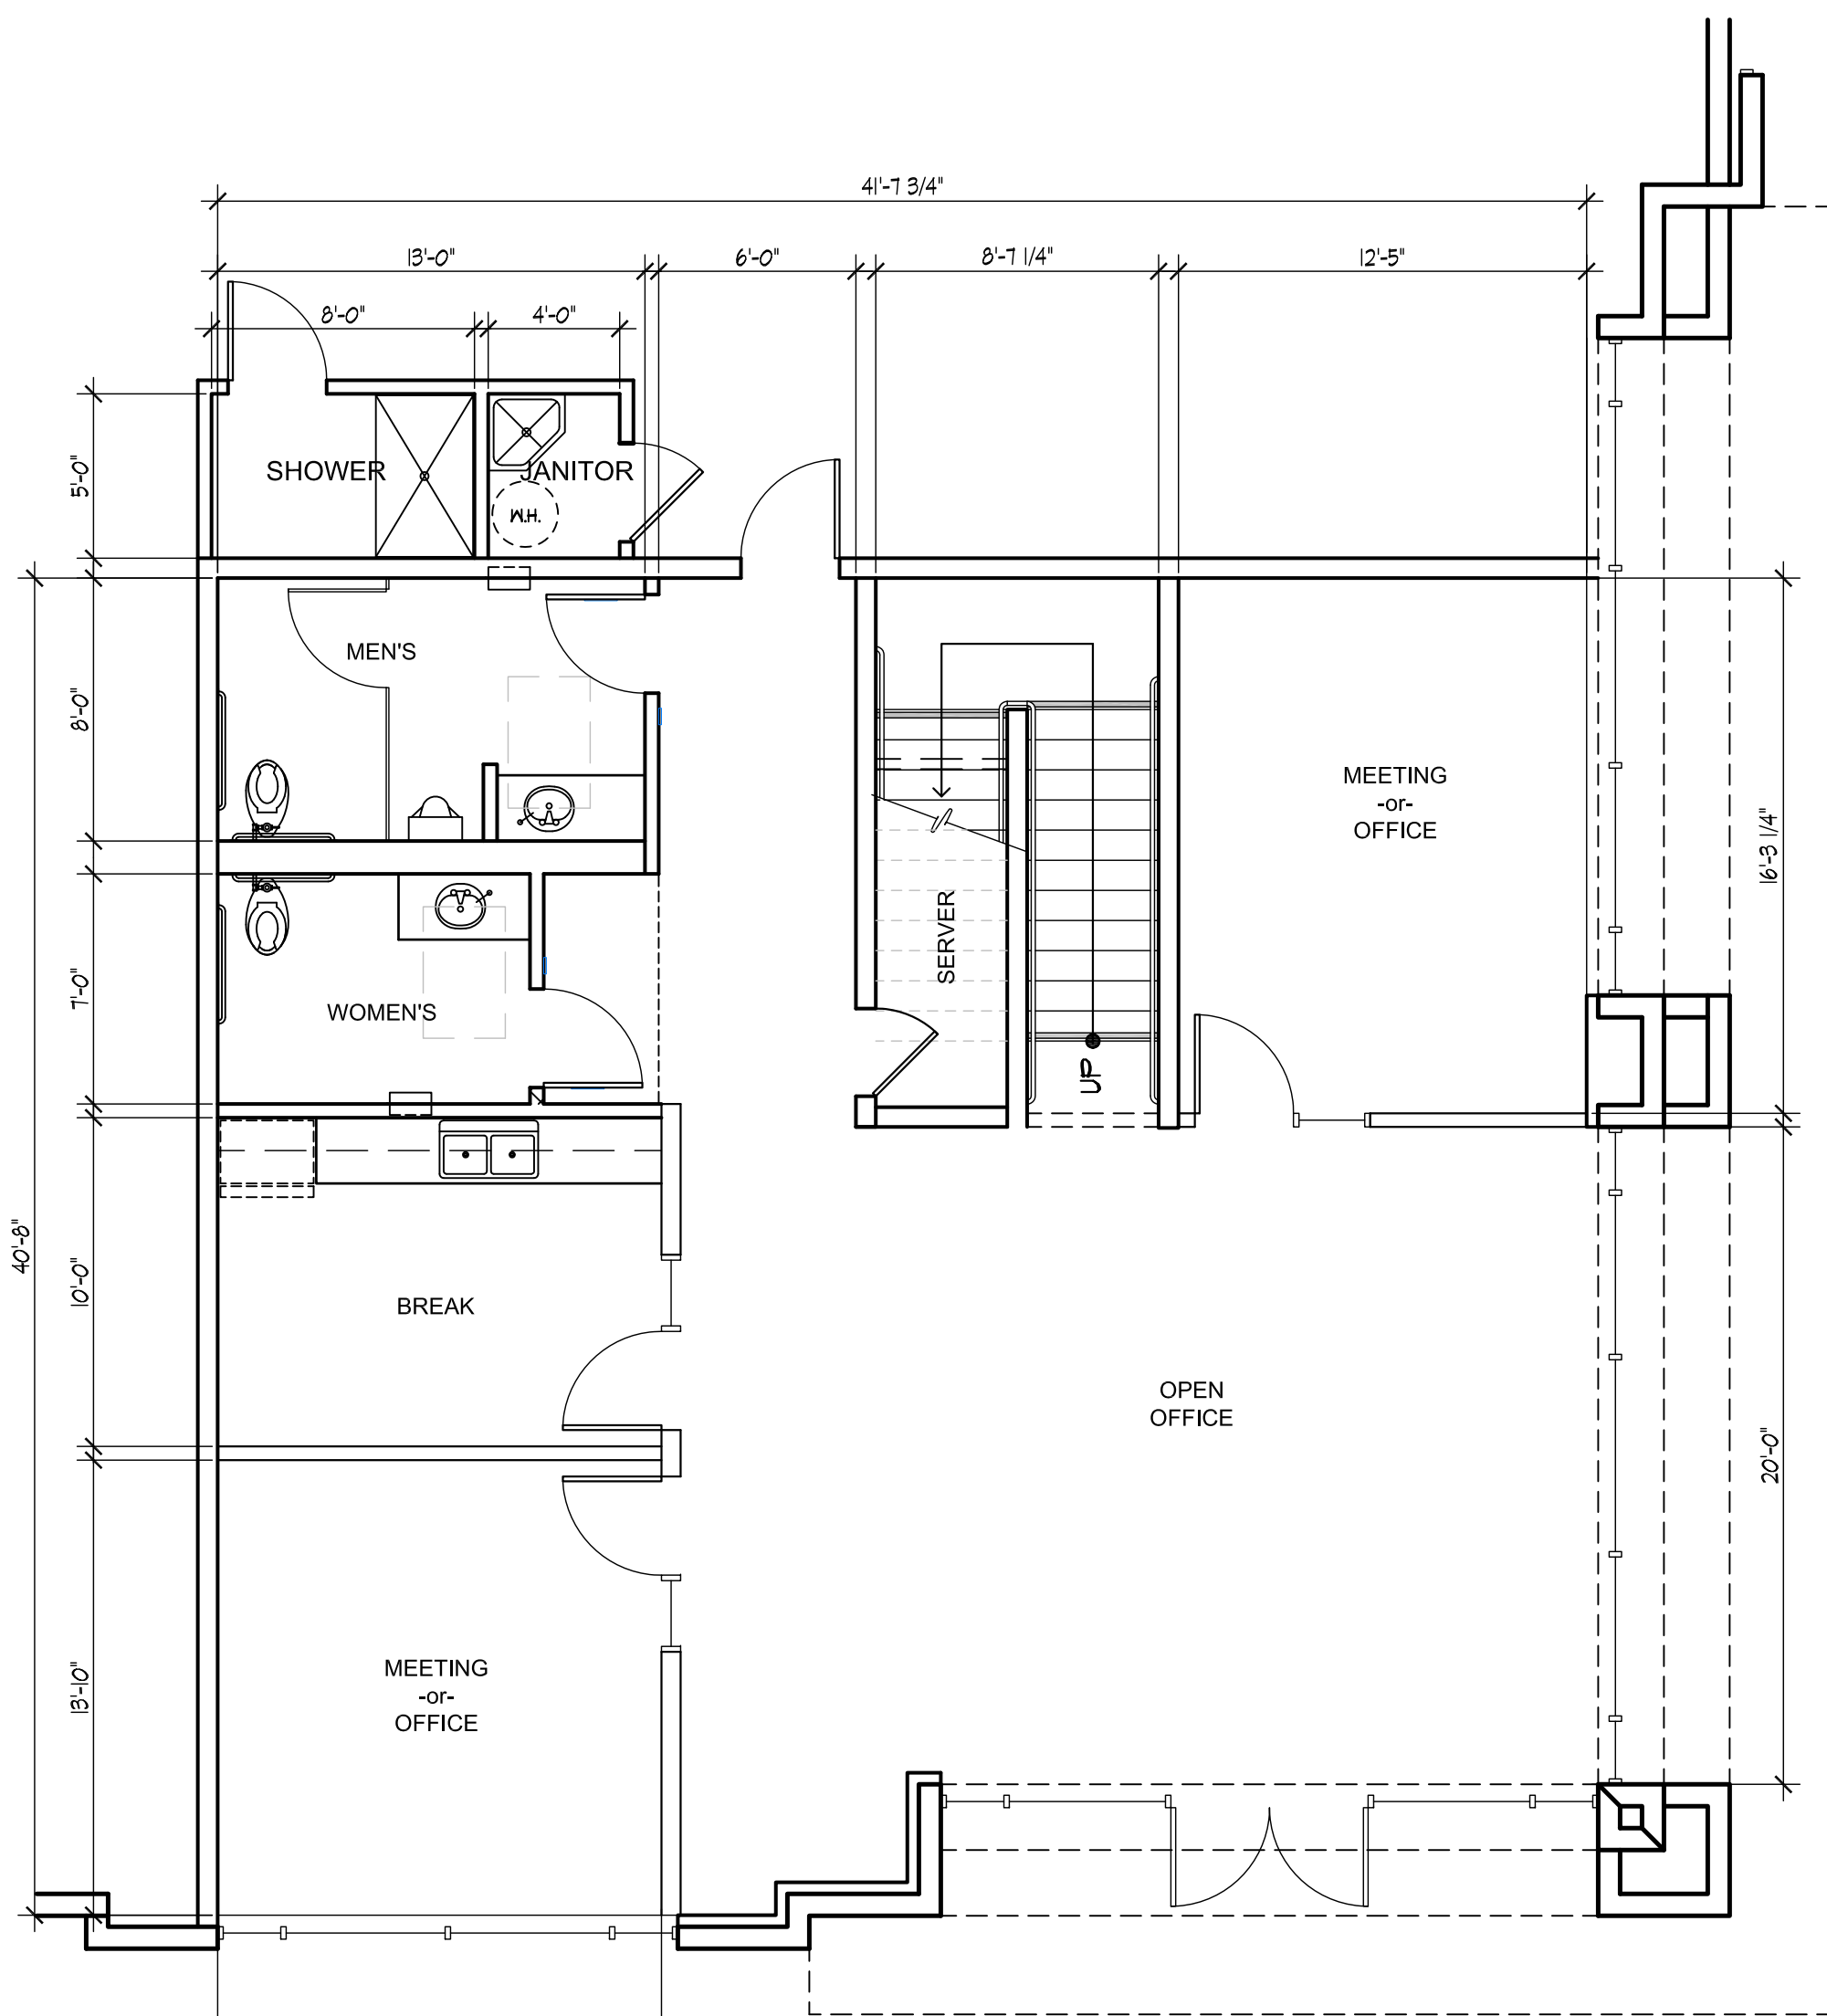 41'-7 3/4"
13'-0"
6'-0"
8'-7 1/4"
12'-5"
8'-0"
4'-0"
5'-0"
SHOWER
JANITOR
W.H.
MEN'S
8'-0"
MEETING
-or-
OFFICE
16'-3 1/4"
SERVER
7'-0"
WOMEN'S
UP
40'-8"
10'-0"
BREAK
OPEN
OFFICE
20'-0"
13'-10"
MEETING
-or-
OFFICE